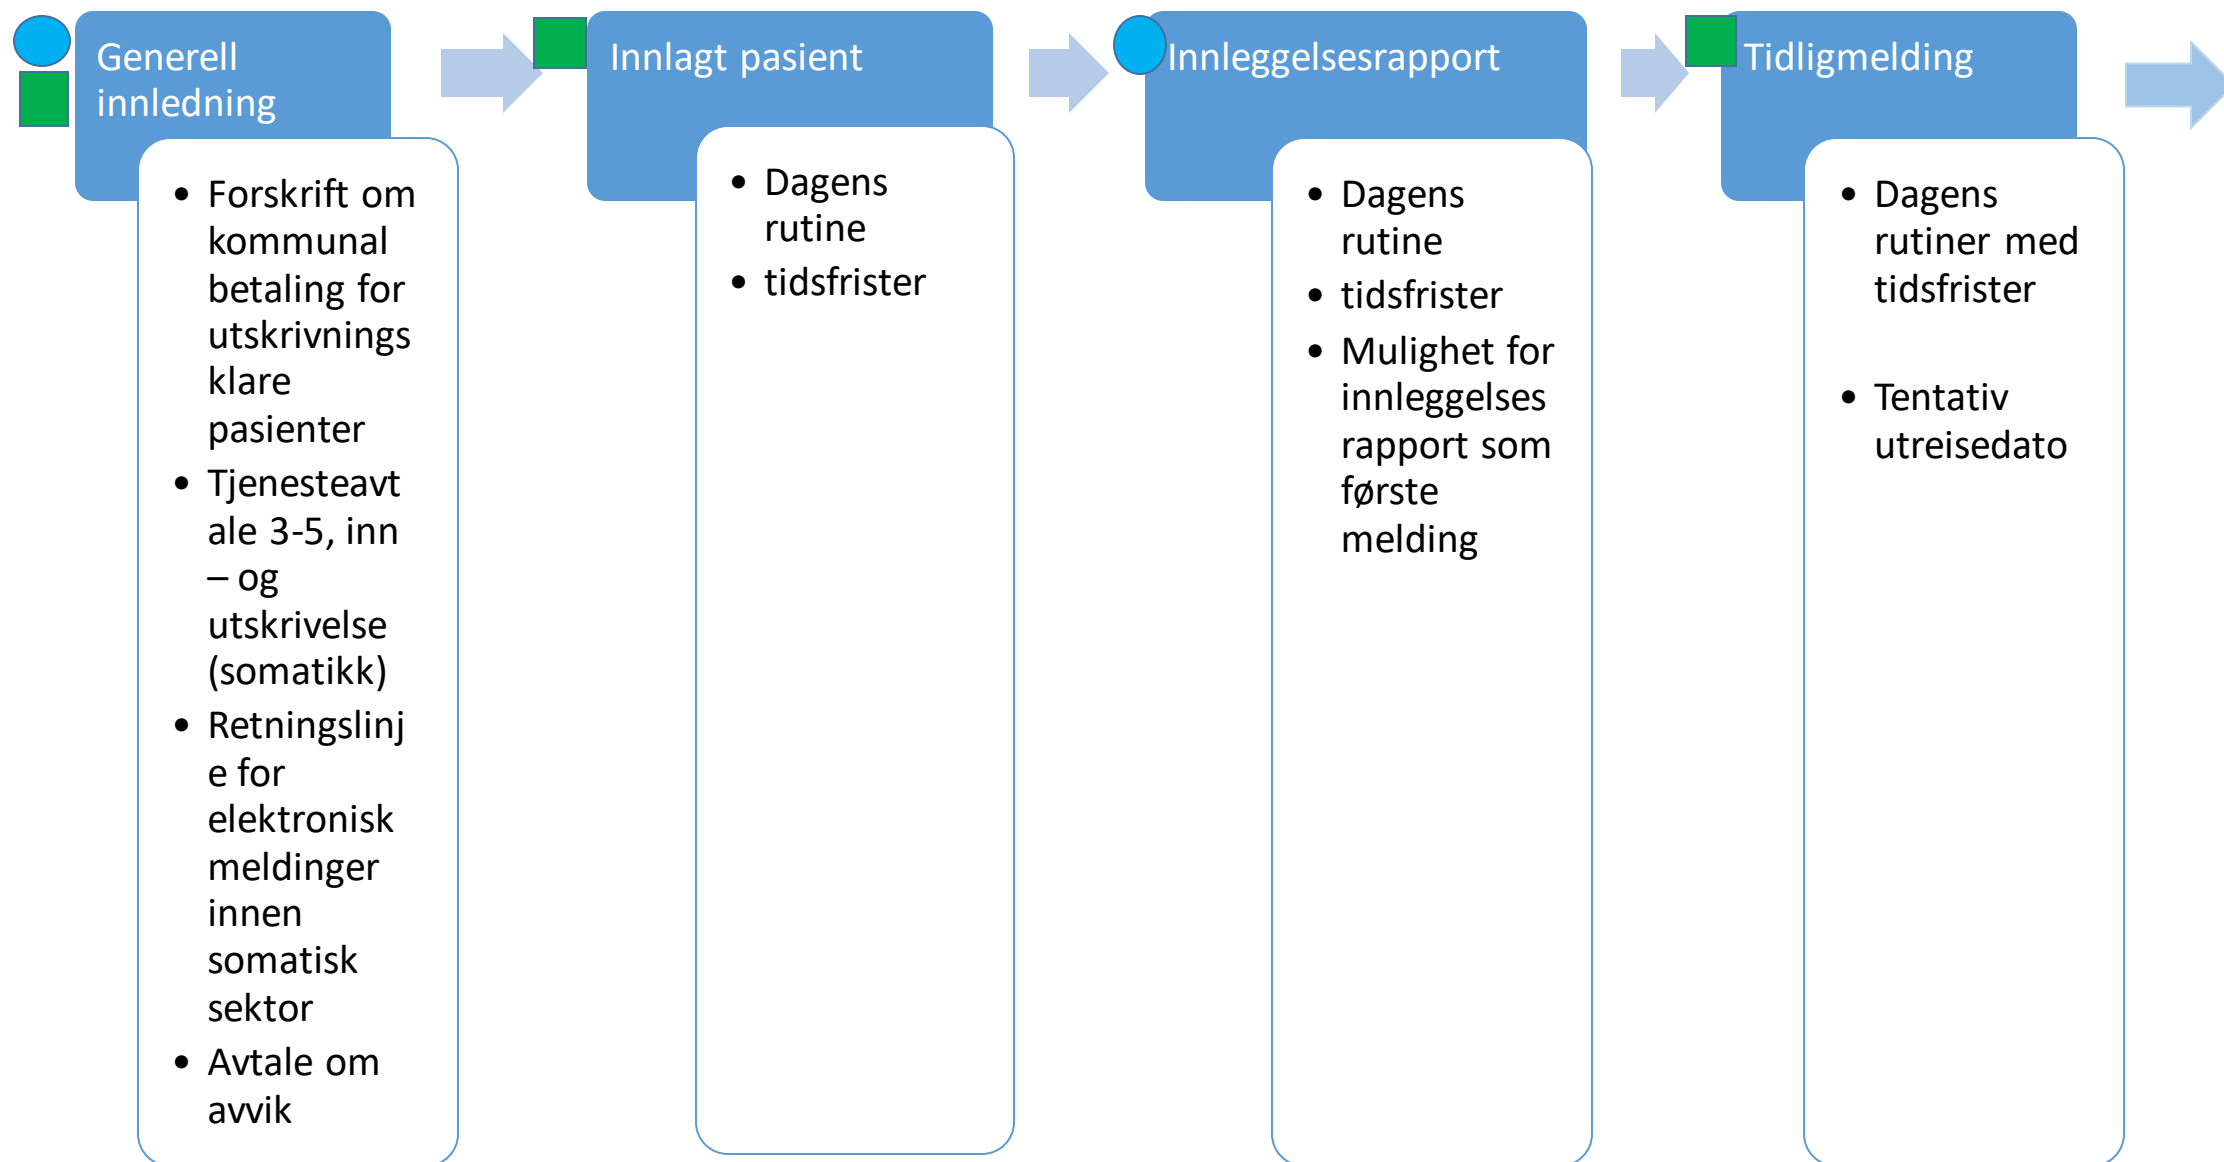 Generell
innledning
• Forskrift om
kommunal
betaling for
utskrivnings
klare
pasienter
• Tjenesteavt
ale 3-5, inn
– og
utskrivelse
(somatikk)
• Retningslinj
e for
elektronisk
meldinger
innen
somatisk
sektor
• Avtale om
avvik
Innlagt pasient
• Dagens
rutine
• tidsfrister
Innleggelsesrapport
• Dagens
rutine
• tidsfrister
• Mulighet for
innleggelses
rapport som
første
melding
Tidligmelding
• Dagens
rutiner med
tidsfrister
• Tentativ
utreisedato